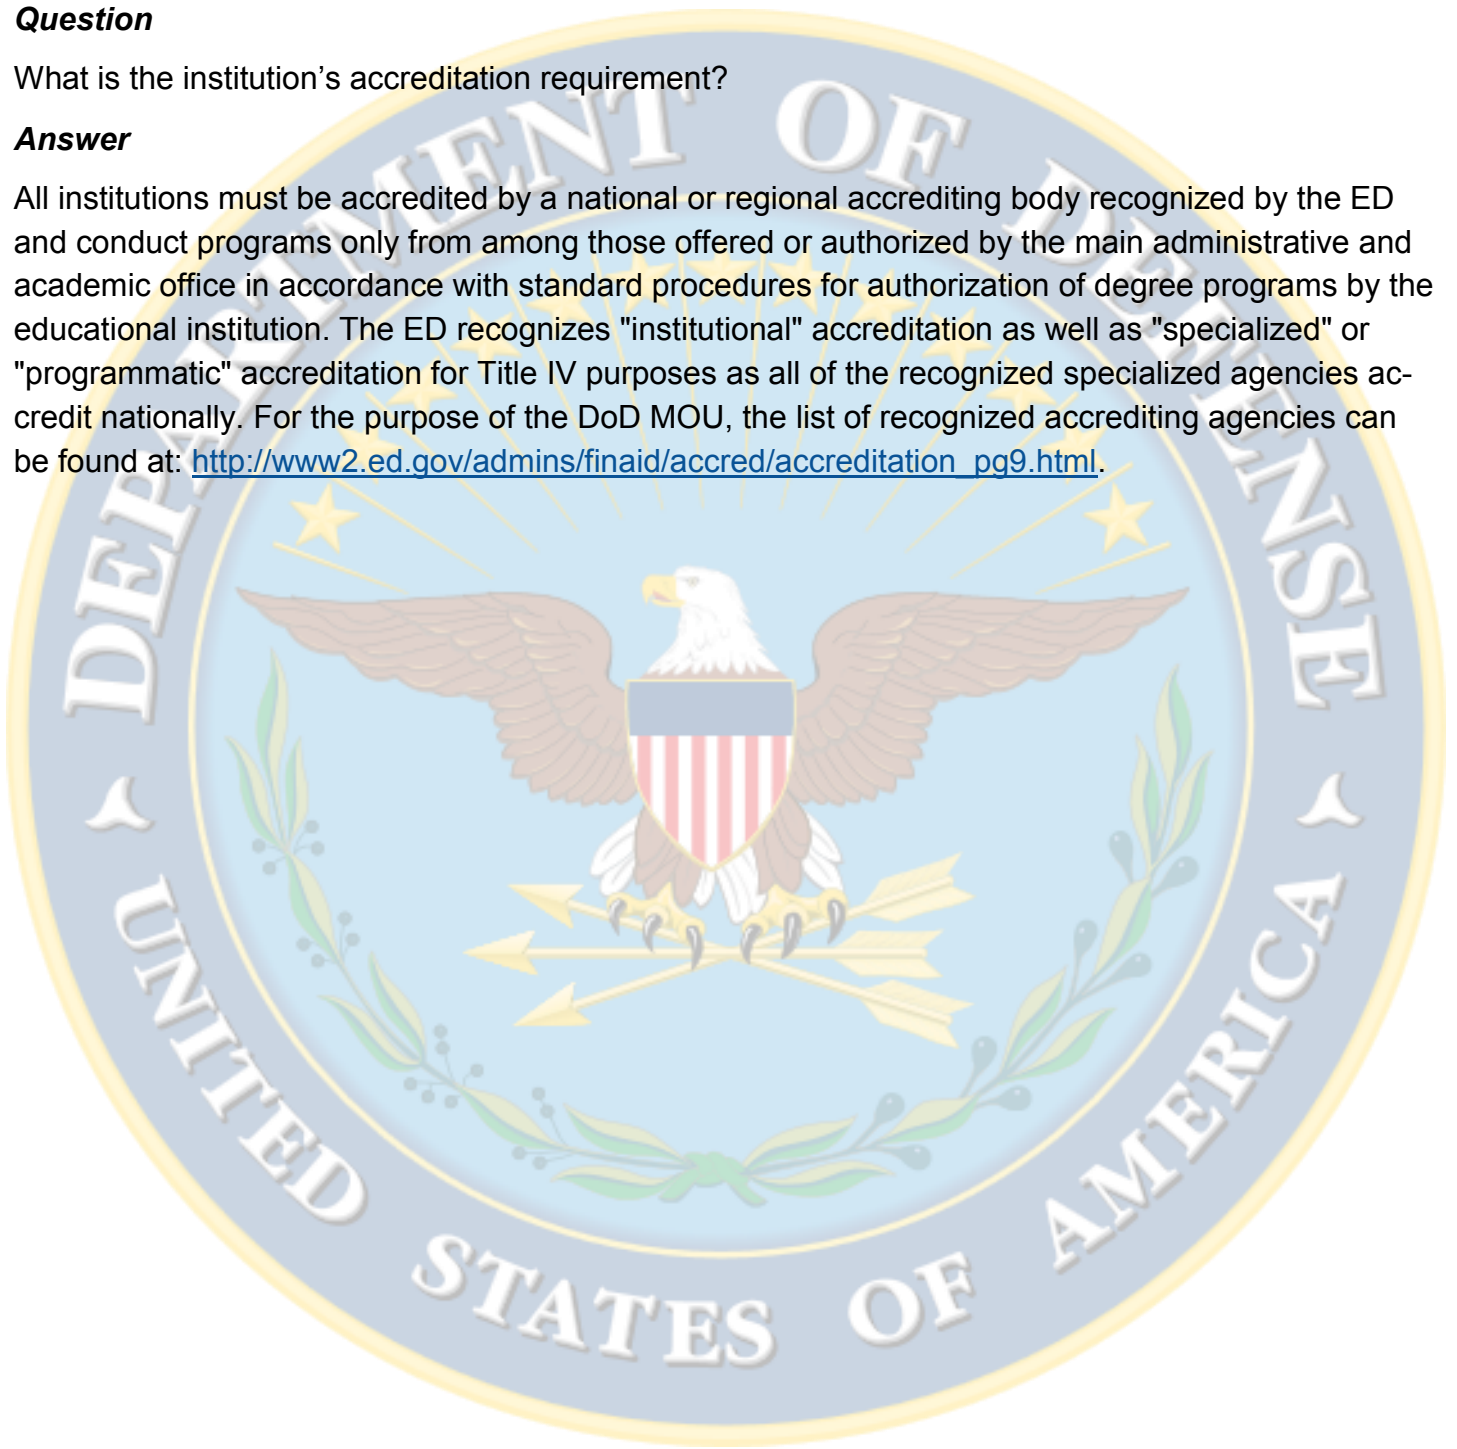 Question
What is the institution’s accreditation requirement?
Answer
All institutions must be accredited by a national or regional accrediting body recognized by the ED
and conduct programs only from among those offered or authorized by the main administrative and
academic office in accordance with standard procedures for authorization of degree programs by the
educational institution. The ED recognizes "institutional" accreditation as well as "specialized" or
"programmatic" accreditation for Title IV purposes as all of the recognized specialized agencies ac-
credit nationally. For the purpose of the DoD MOU, the list of recognized accrediting agencies can
be found at: http://www2.ed.gov/admins/finaid/accred/accreditation_pg9.html.
DEPARTMENT OF DEFENSE
UNITED STATES OF AMERICA